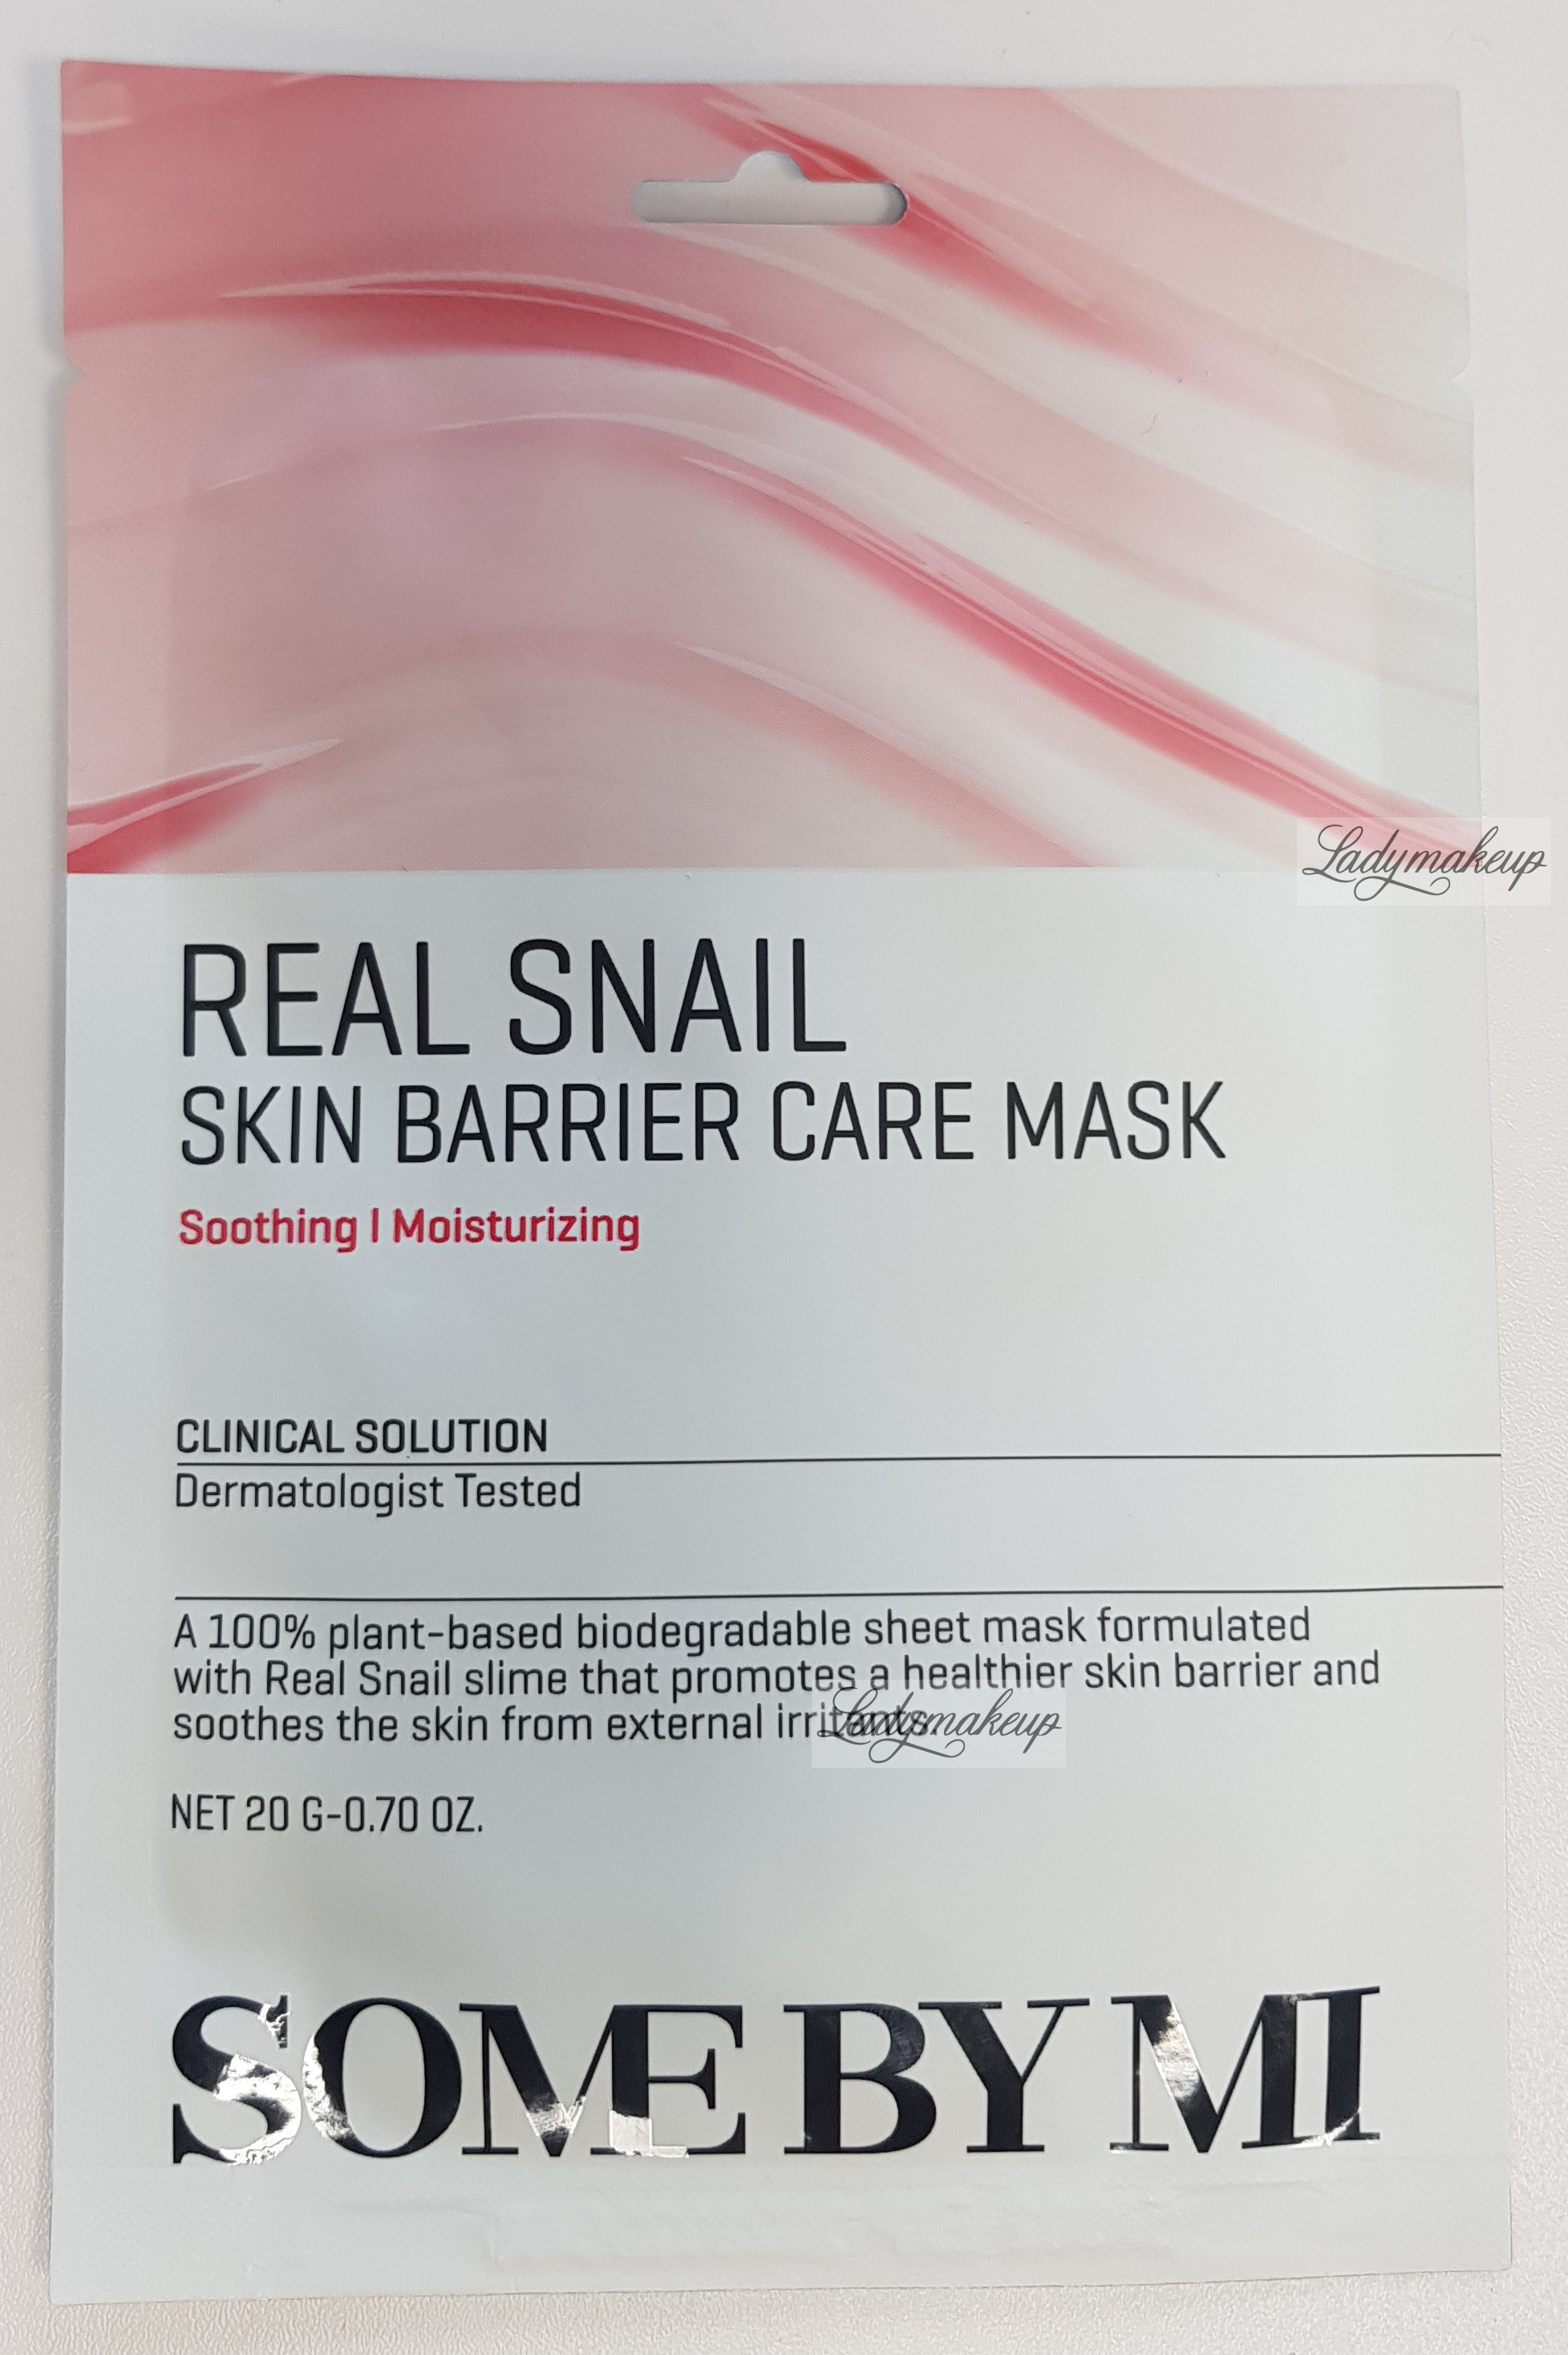 Ladymakeup
REAL SNAIL
SKIN BARRIER CARE MASK
Soothing | Moisturizing
CLINICAL SOLUTION
Dermatologist Tested
A 100% plant-based biodegradable sheet mask formulated
with Real Snail slime that promotes a healthier skin barrier and
soothes the skin from external irritants.
Ladymakeup
NET 20 G-0.70 OZ.
SOME BY MI